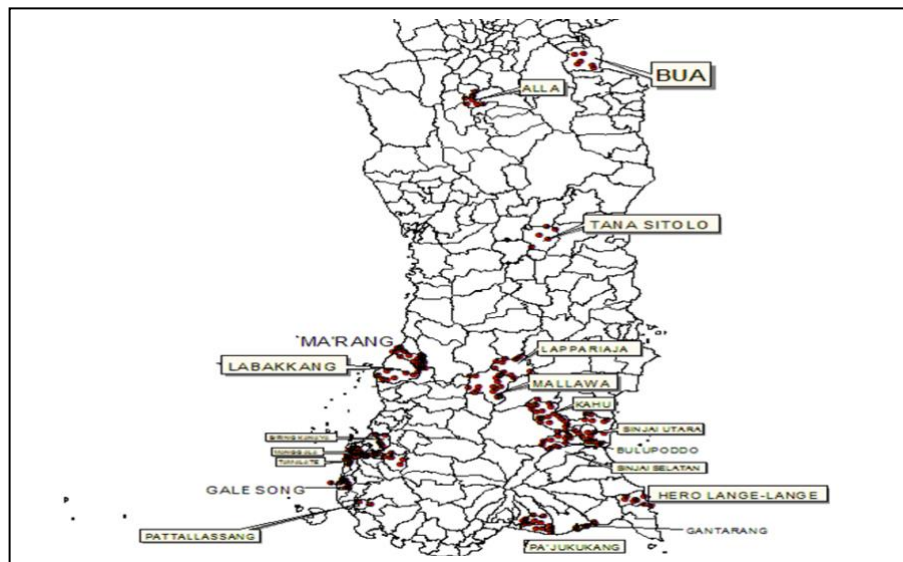 BUA
ALLA
TANA SITOLO
'MA'RANG
LABAKKANG
LAPPARIAJA
MALLAWA
KAHU
SINJAI UTARA
BULUPODDO
SINJAI SELATAN
TAMALATE
GALE SONG
HERO LANGE-LANGE
PATTALLASSANG
GANTARANG
PA'JUKUKANG